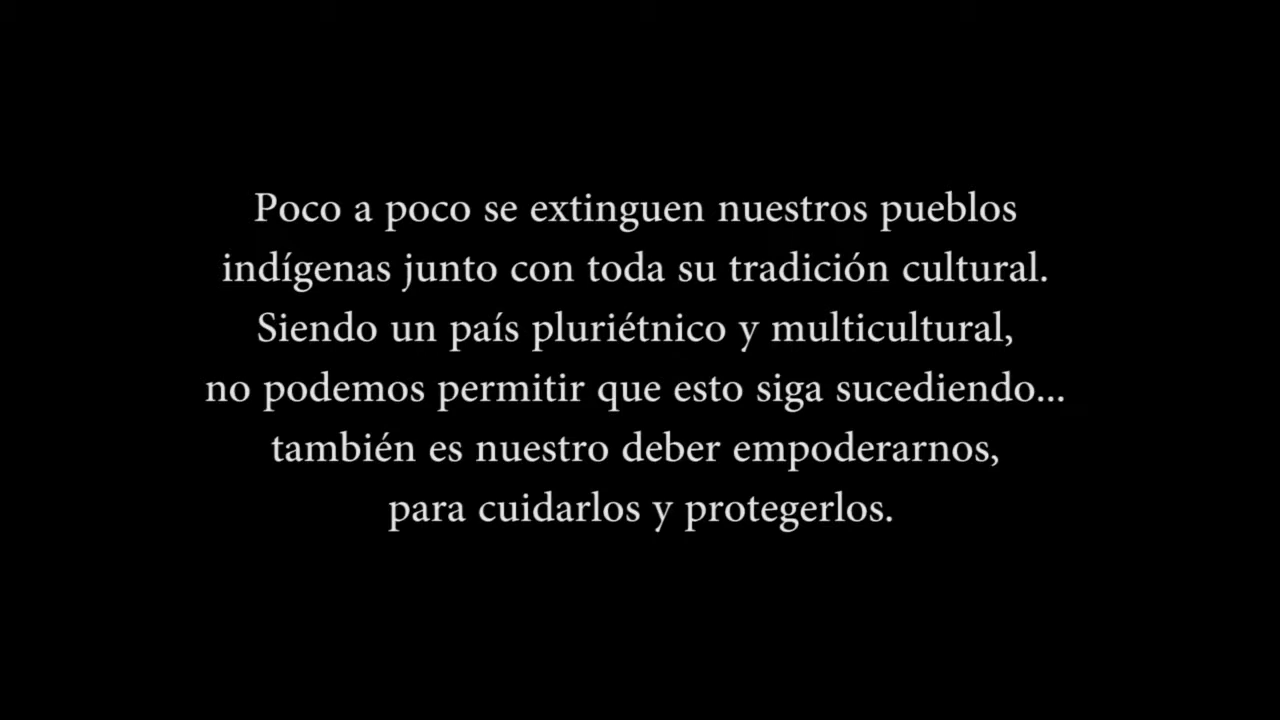 Poco a poco se extinguen nuestros pueblos
indígenas junto con toda su tradición cultural.
Siendo un país pluriétnico y multicultural,
no podemos permitir que esto siga sucediendo...
también es nuestro deber empoderarnos,
para cuidarlos y protegerlos.